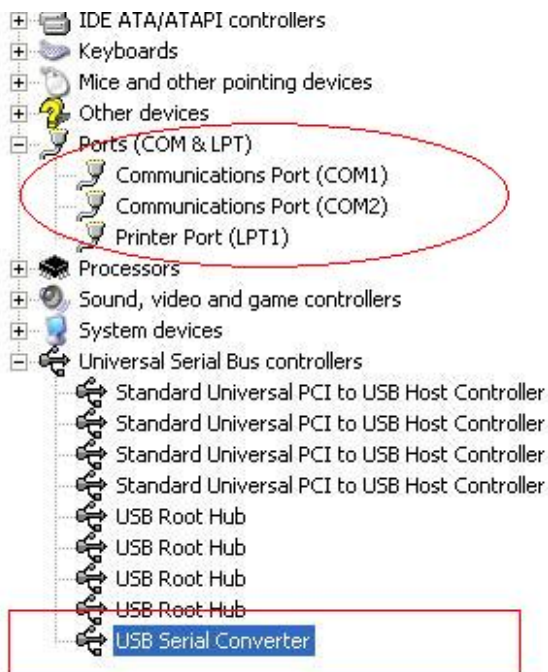 IDE ATA/ATAPI controllers
Keyboards
Mice and other pointing devices
Other devices
Ports (COM & LPT)
Communications Port (COM1)
Communications Port (COM2)
Printer Port (LPT1)
Processors
Sound, video and game controllers
System devices
Universal Serial Bus controllers
Standard Universal PCI to USB Host Controller
Standard Universal PCI to USB Host Controller
Standard Universal PCI to USB Host Controller
Standard Universal PCI to USB Host Controller
USB Root Hub
USB Root Hub
USB Root Hub
USB Root Hub
USB Serial Converter